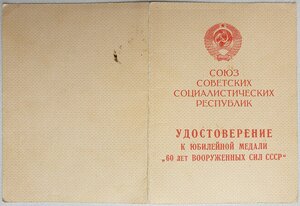 СОЮЗ
СОВЕТСКИХ
СОЦИАЛИСТИЧЕСКИХ
РЕСПУБЛИК
УДОСТОВЕРЕНИЕ
К ЮБИЛЕЙНОЙ МЕДАЛИ
„60 ЛЕТ ВООРУЖЕННЫХ СИЛ СССР“